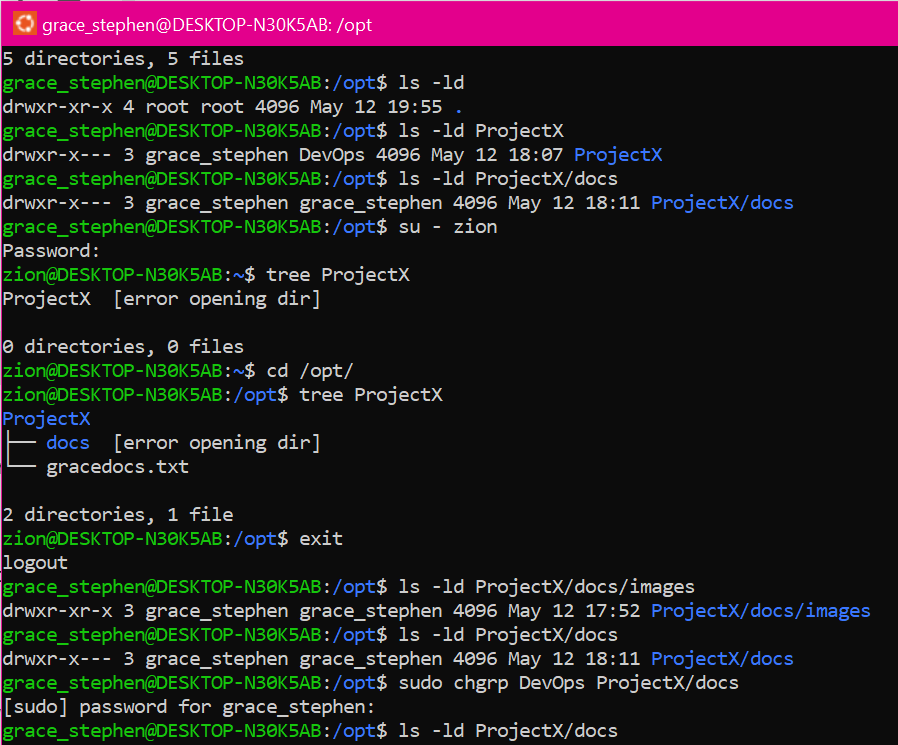 grace_stephen@DESKTOP-N30K5AB: /opt
5 directories, 5 files
grace_stephen@DESKTOP-N30K5AB:/opt$ ls -ld
drwxr-xr-x 4 root root 4096 May 12 19:55 .
grace_stephen@DESKTOP-N30K5AB:/opt$ ls -ld ProjectX
drwxr-x--- 3 grace_stephen DevOps 4096 May 12 18:07 ProjectX
grace_stephen@DESKTOP-N30K5AB:/opt$ ls -ld ProjectX/docs
drwxr-x--- 3 grace_stephen grace_stephen 4096 May 12 18:11 ProjectX/docs
grace_stephen@DESKTOP-N30K5AB:/opt$ su - zion
Password:
zion@DESKTOP-N30K5AB:~$ tree ProjectX
ProjectX  [error opening dir]
0 directories, 0 files
zion@DESKTOP-N30K5AB:~$ cd /opt/
zion@DESKTOP-N30K5AB:/opt$ tree ProjectX
ProjectX
├── docs  [error opening dir]
└── gracedocs.txt
2 directories, 1 file
zion@DESKTOP-N30K5AB:/opt$ exit
logout
grace_stephen@DESKTOP-N30K5AB:/opt$ ls -ld ProjectX/docs/images
drwxr-xr-x 3 grace_stephen grace_stephen 4096 May 12 17:52 ProjectX/docs/images
grace_stephen@DESKTOP-N30K5AB:/opt$ ls -ld ProjectX/docs
drwxr-x--- 3 grace_stephen grace_stephen 4096 May 12 18:11 ProjectX/docs
grace_stephen@DESKTOP-N30K5AB:/opt$ sudo chgrp DevOps ProjectX/docs
[sudo] password for grace_stephen:
grace_stephen@DESKTOP-N30K5AB:/opt$ ls -ld ProjectX/docs